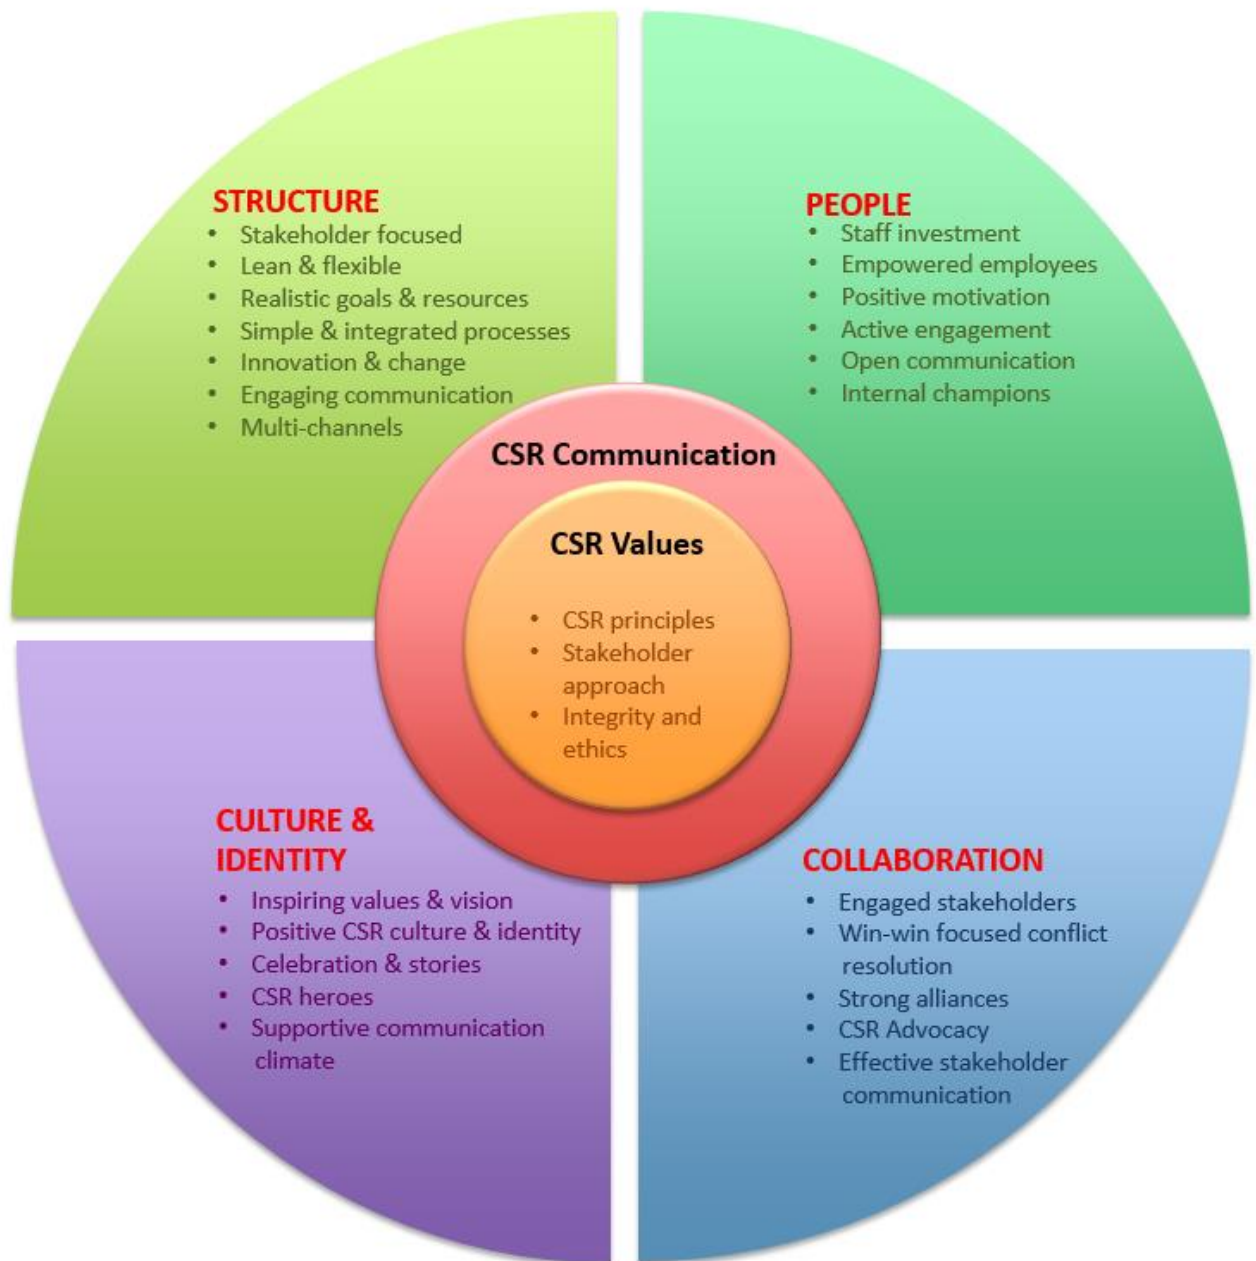 STRUCTURE
• Stakeholder focused
• Lean & flexible
• Realistic goals & resources
• Simple & integrated processes
• Innovation & change
• Engaging communication
• Multi-channels
PEOPLE
• Staff investment
• Empowered employees
• Positive motivation
• Active engagement
• Open communication
• Internal champions
CSR Communication
CSR Values
• CSR principles
• Stakeholder
approach
• Integrity and
ethics
CULTURE &
IDENTITY
• Inspiring values & vision
• Positive CSR culture & identity
• Celebration & stories
• CSR heroes
• Supportive communication
climate
COLLABORATION
• Engaged stakeholders
• Win-win focused conflict
resolution
• Strong alliances
• CSR Advocacy
• Effective stakeholder
communication